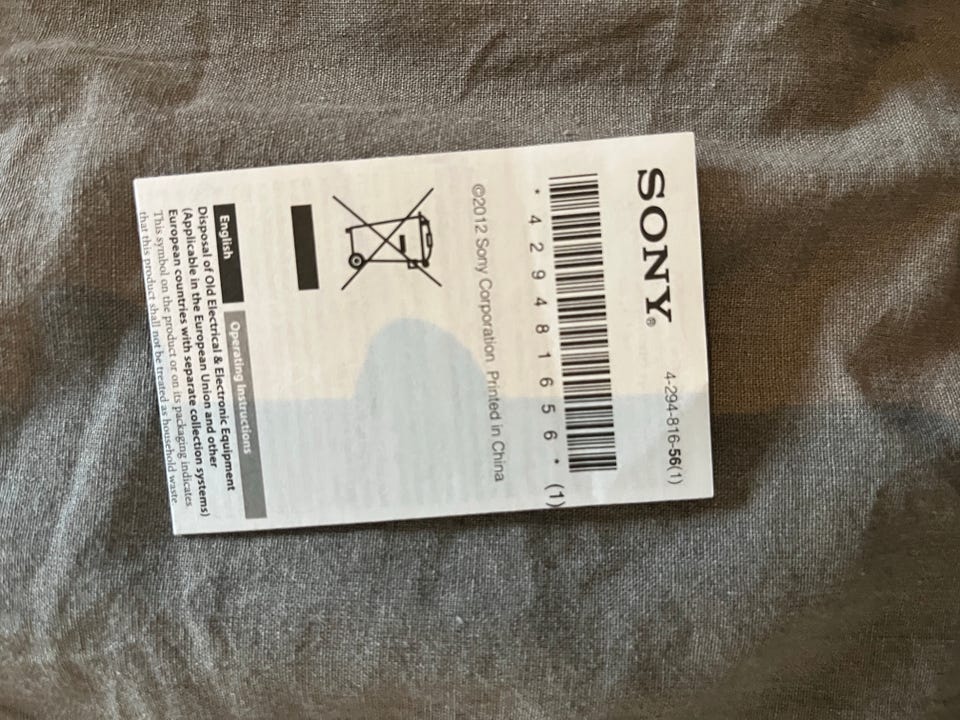 SONY®
4-294-816-56(1)
* 4 2 9 4 8 1 6 5 6 * (1)
©2012 Sony Corporation Printed in China
English
Operating Instructions
Disposal of Old Electrical & Electronic Equipment
(Applicable in the European Union and other
European countries with separate collection systems)
This symbol on the product or on its packaging indicates
that this product shall not be treated as household waste